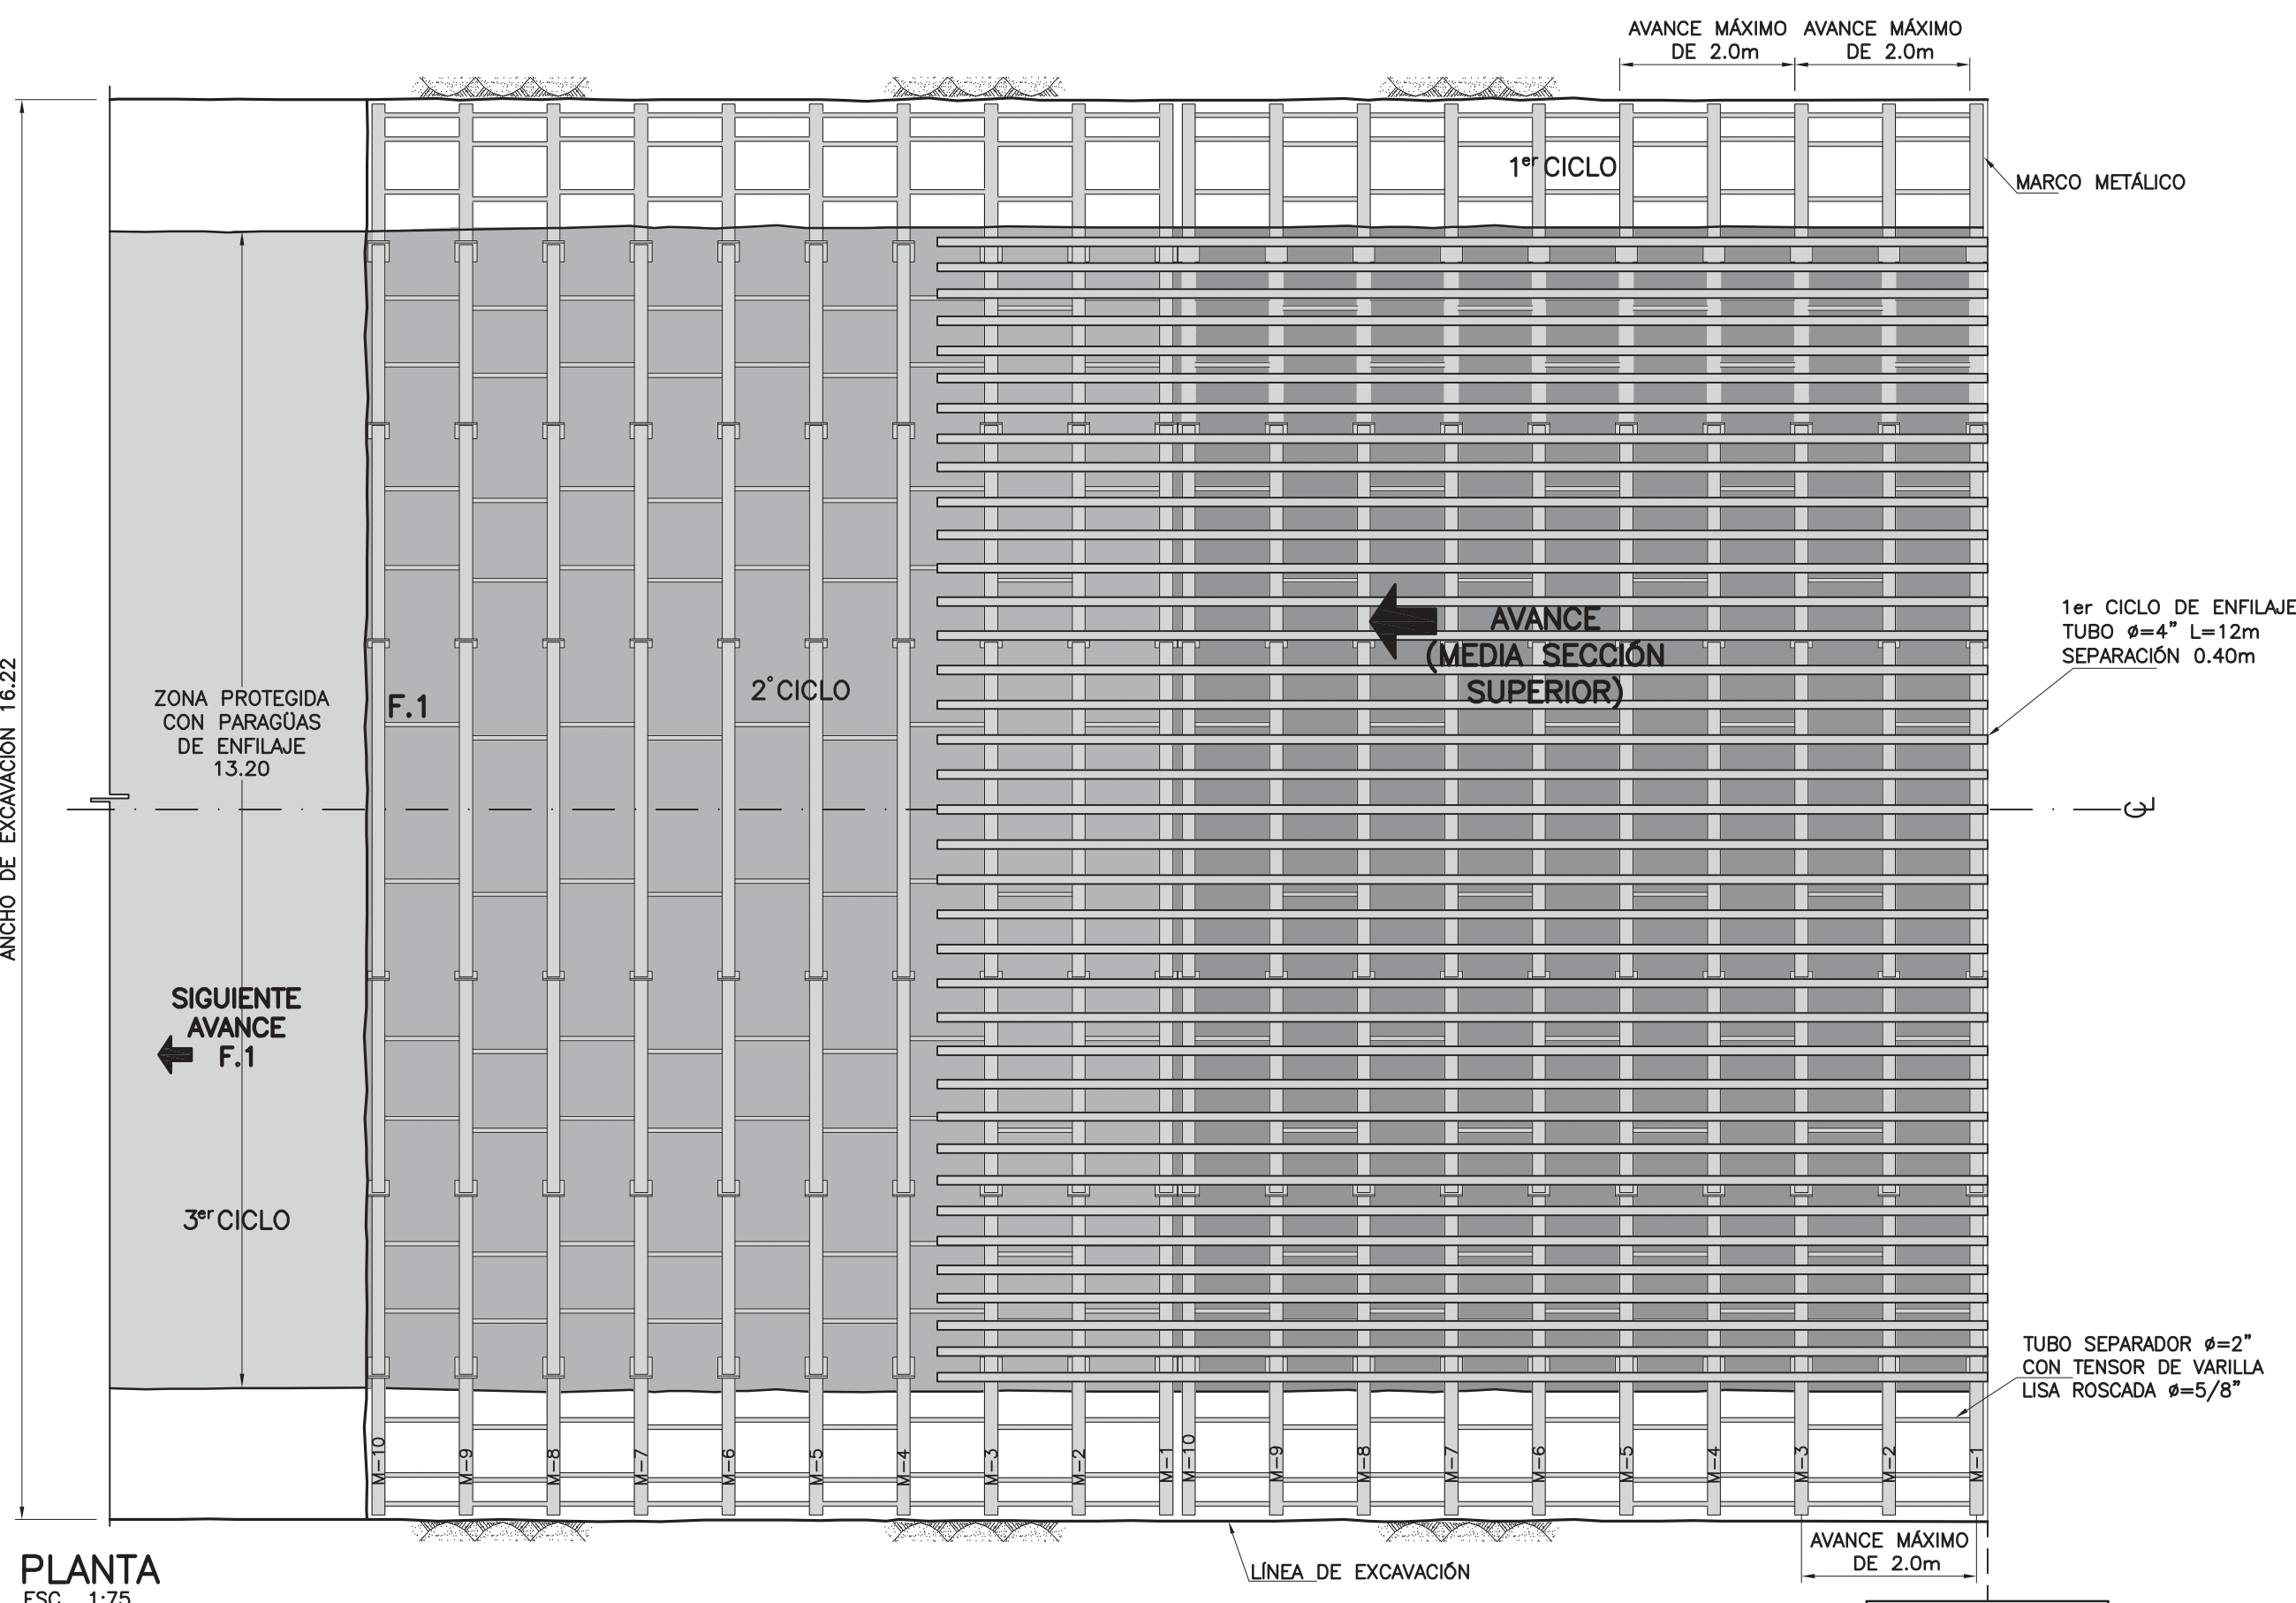 AVANCE MÁXIMO
DE 2.0m
AVANCE MÁXIMO
DE 2.0m
1er CICLO
MARCO METÁLICO
1er CICLO DE ENFILAJE
TUBO ø=4" L=12m
SEPARACIÓN 0.40m
AVANCE
(MEDIA SECCIÓN
SUPERIOR)
2° CICLO
F.1
ZONA PROTEGIDA
CON PARAGÜAS
DE ENFILAJE
13.20
ANCHO DE EXCAVACIÓN 16.22
CL
SIGUIENTE
AVANCE
F.1
3er CICLO
TUBO SEPARADOR ø=2"
CON TENSOR DE VARILLA
LISA ROSCADA ø=5/8"
M-10
M-9
M-8
M-7
M-6
M-5
M-4
M-3
M-2
M-1
M-10
M-9
M-8
M-7
M-6
M-5
M-4
M-3
M-2
M-1
AVANCE MÁXIMO
DE 2.0m
LÍNEA DE EXCAVACIÓN
PLANTA
ESC. 1:75